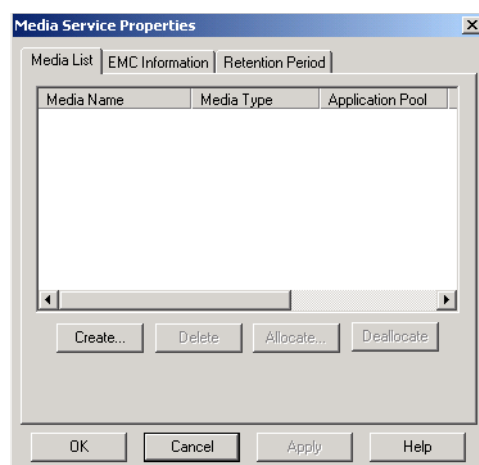 Media Service Properties
Media List EMC Information Retention Period
Media Name Media Type Application Pool
Create... Delete Allocate... Deallocate
OK Cancel Apply Help